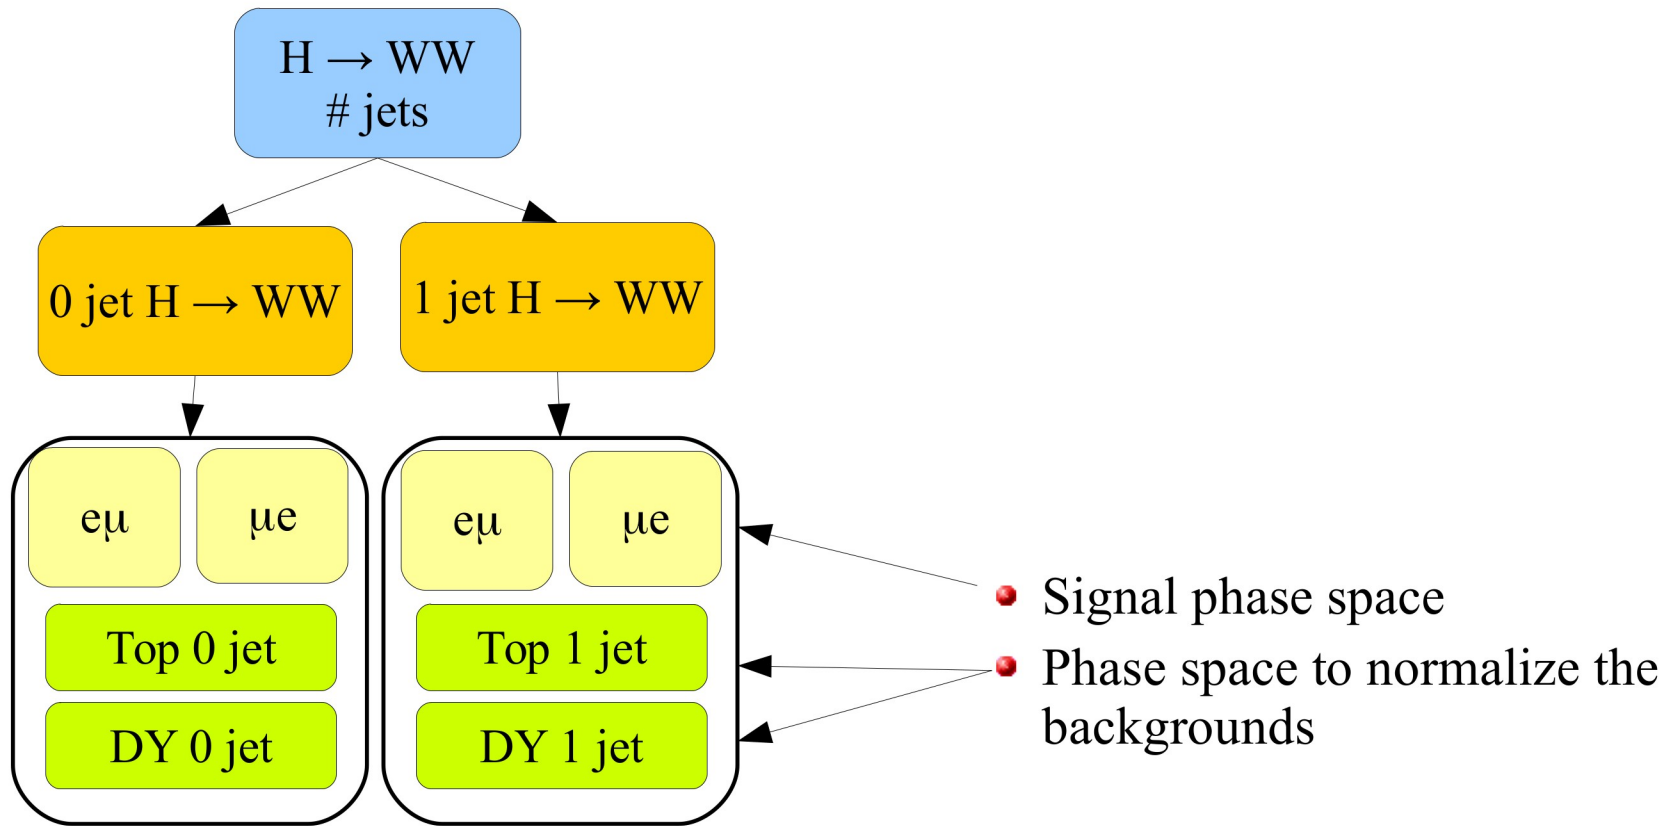 H → WW
# jets
0 jet H → WW
1 jet H → WW
eμ
μe
eμ
μe
Top 0 jet
Top 1 jet
DY 0 jet
DY 1 jet
Signal phase space
Phase space to normalize the
backgrounds